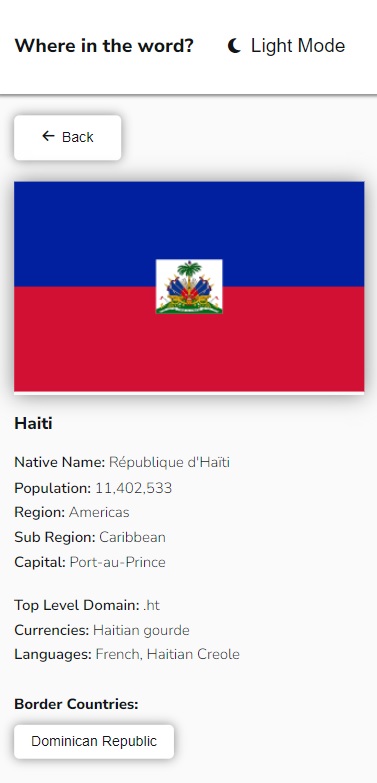 Where in the word? Light Mode
Back
Haiti
Native Name: République d'Haïti
Population: 11,402,533
Region: Americas
Sub Region: Caribbean
Capital: Port-au-Prince
Top Level Domain: .ht
Currencies: Haitian gourde
Languages: French, Haitian Creole
Border Countries:
Dominican Republic